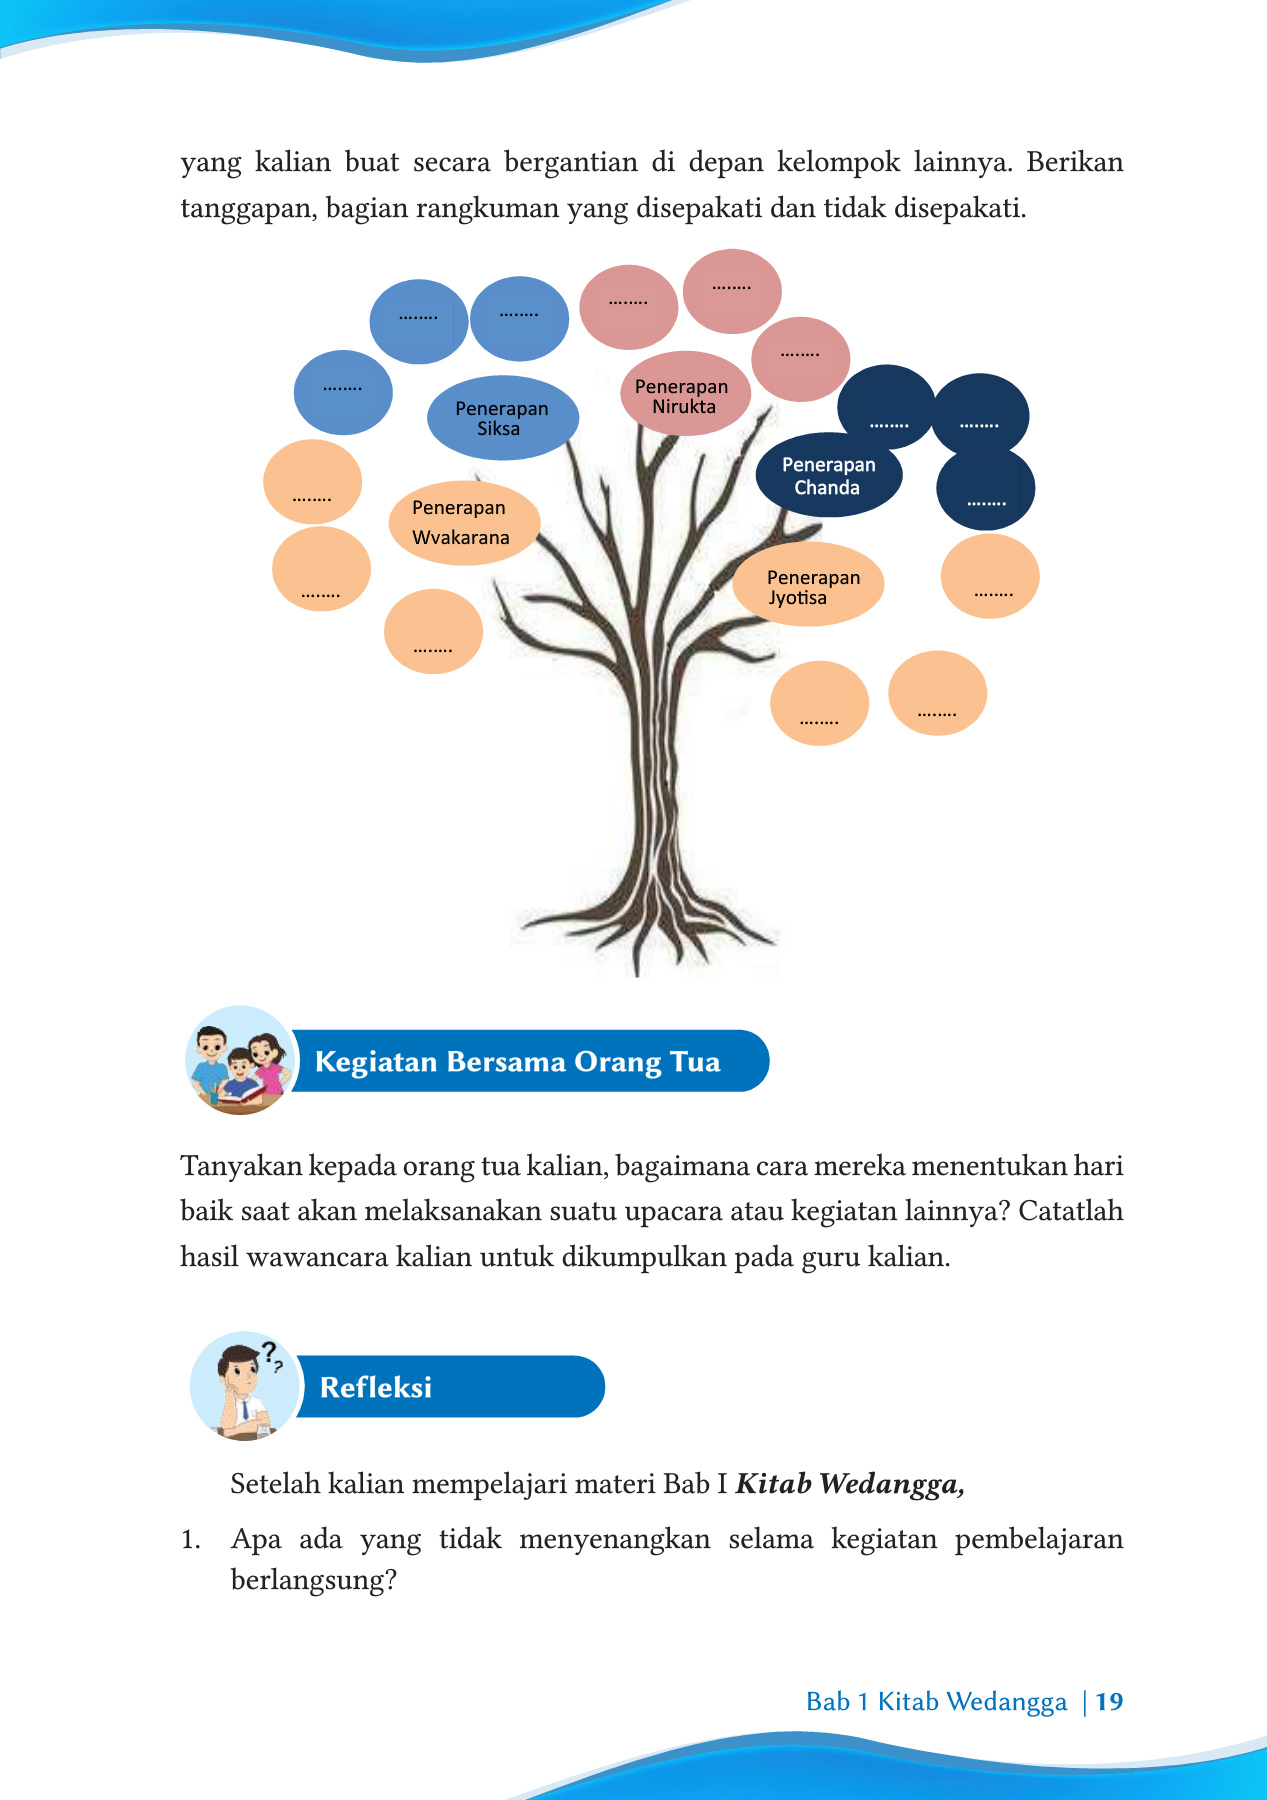 yang kalian buat secara bergantian di depan kelompok lainnya. Berikan
tanggapan, bagian rangkuman yang disepakati dan tidak disepakati.
........
........
........
........
........
........
Penerapan
Siksa
Penerapan
Nirukta
........
........
........
Penerapan
Chanda
........
........
........
Penerapan
Wvakarana
Penerapan
Jyotisa
........
........
........
Kegiatan Bersama Orang Tua
Tanyakan kepada orang tua kalian, bagaimana cara mereka menentukan hari
baik saat akan melaksanakan suatu upacara atau kegiatan lainnya? Catatlah
hasil wawancara kalian untuk dikumpulkan pada guru kalian.
? ?
Refleksi
Setelah kalian mempelajari materi Bab I Kitab Wedangga,
1. Apa ada yang tidak menyenangkan selama kegiatan pembelajaran
berlangsung?
Bab 1 Kitab Wedangga | 19